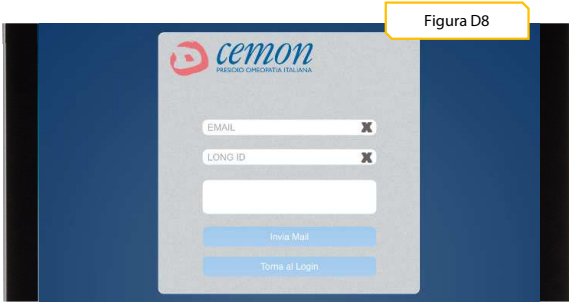 Figura D8
cemon
PRESIDIO OMEOPATIA ITALIANA
EMAIL
LONG ID
Invia Mail
Torna al Login